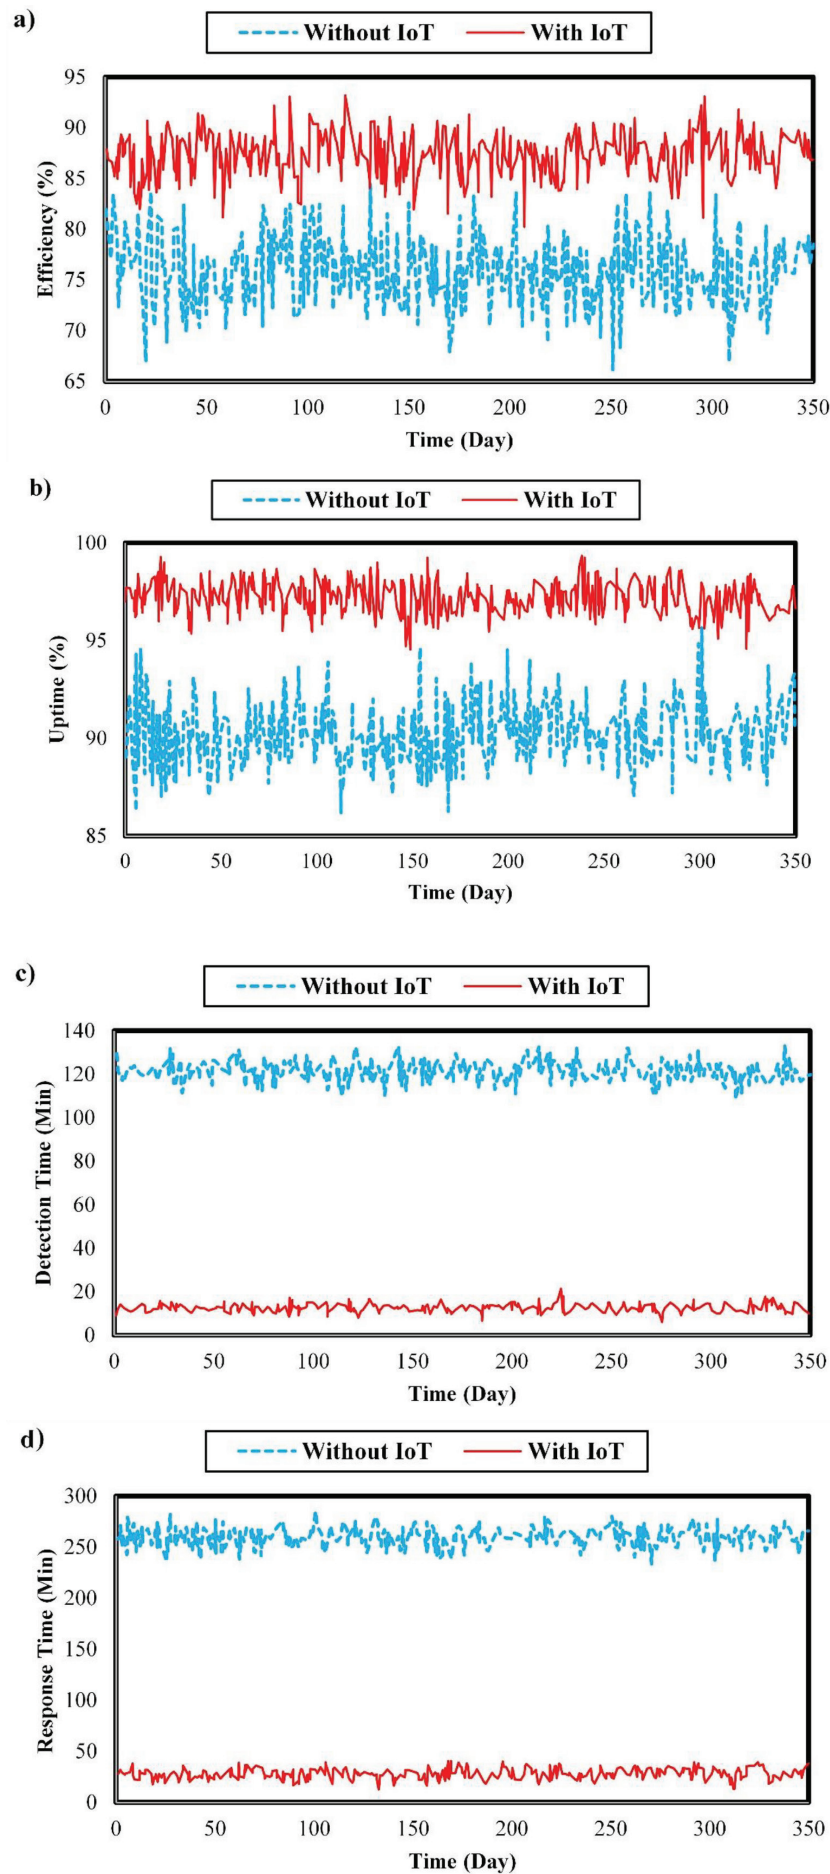 a)
Without IoT With IoT
95
90
85
80
75
70
65
Efficiency (%)
0 50 100 150 200 250 300 350
Time (Day)
b)
Without IoT With IoT
100
95
90
85
Uptime (%)
0 50 100 150 200 250 300 350
Time (Day)
c)
Without IoT With IoT
140
120
100
80
60
40
20
0
Detection Time (Min)
0 50 100 150 200 250 300 350
Time (Day)
d)
Without IoT With IoT
300
250
200
150
100
50
0
Response Time (Min)
0 50 100 150 200 250 300 350
Time (Day)